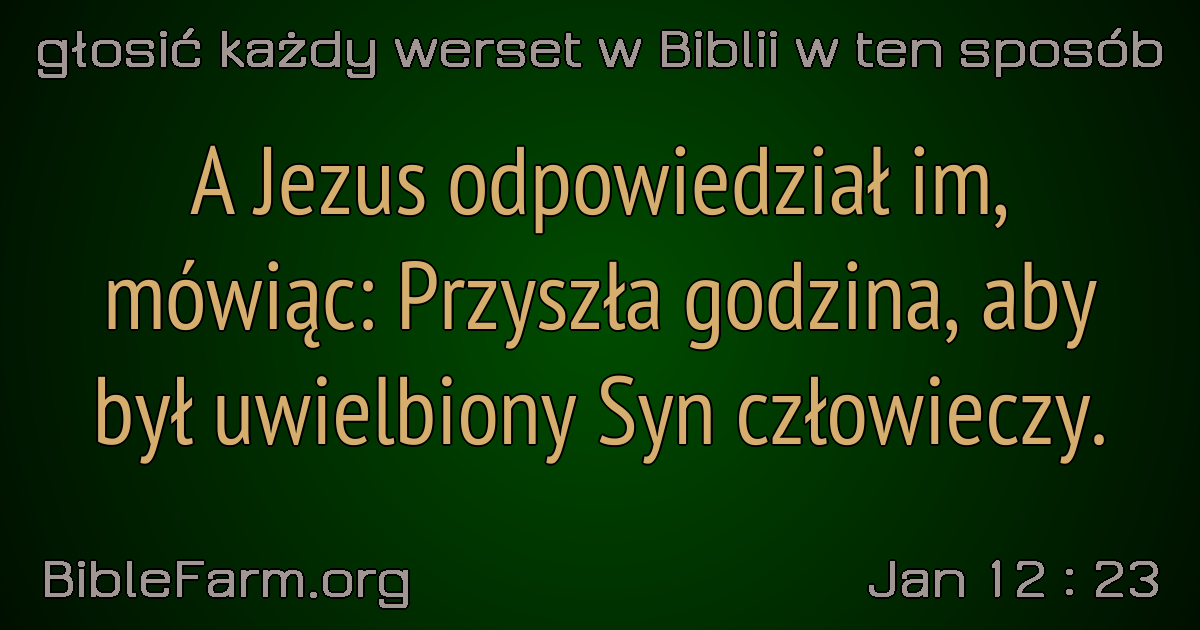 głosić każdy werset w Biblii w ten sposób
A Jezus odpowiedział im,
mówiąc: Przyszła godzina, aby
był uwielbiony Syn człowieczy.
BibleFarm.org
Jan 12 : 23